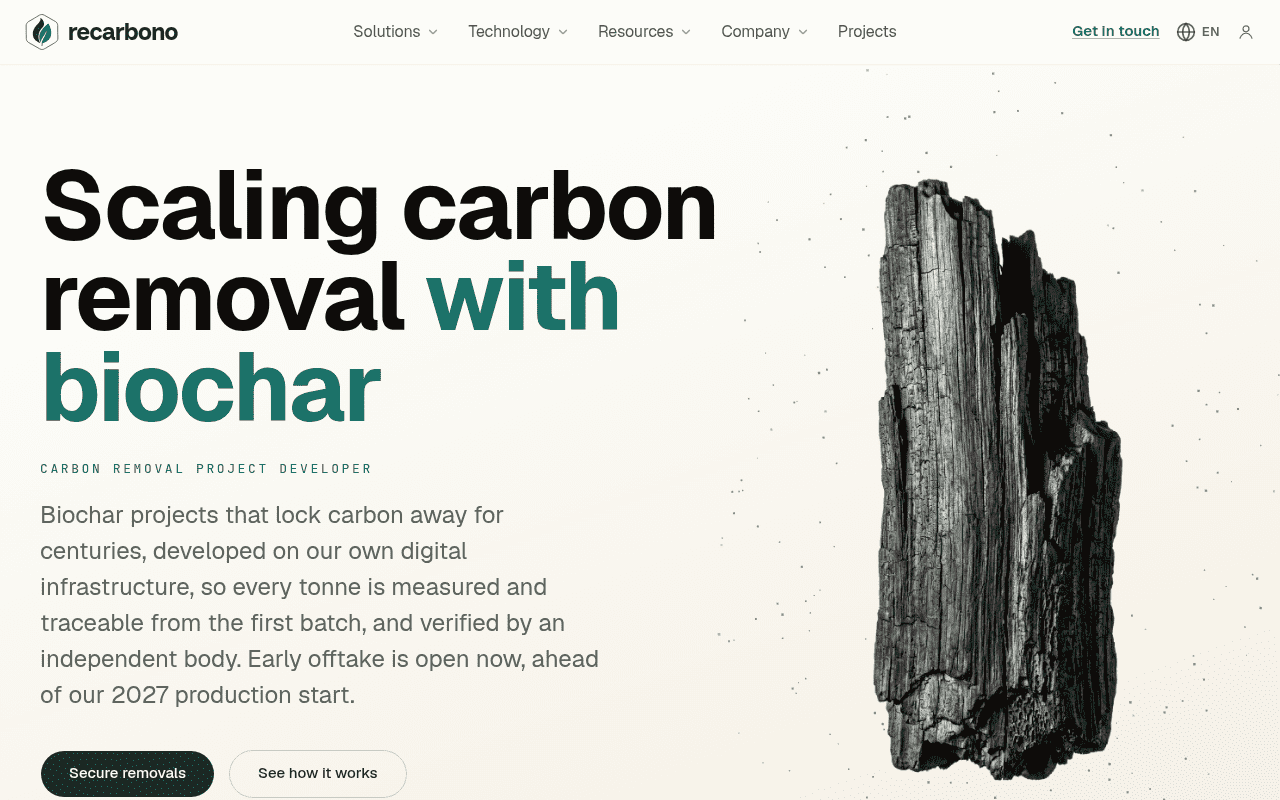 recarbono
Solutions
Technology
Resources
Company
Projects
Get in touch
EN
Scaling carbon
removal with
biochar
CARBON REMOVAL PROJECT DEVELOPER
Biochar projects that lock carbon away for
centuries, developed on our own digital
infrastructure, so every tonne is measured and
traceable from the first batch, and verified by an
independent body. Early offtake is open now, ahead
of our 2027 production start.
Secure removals
See how it works